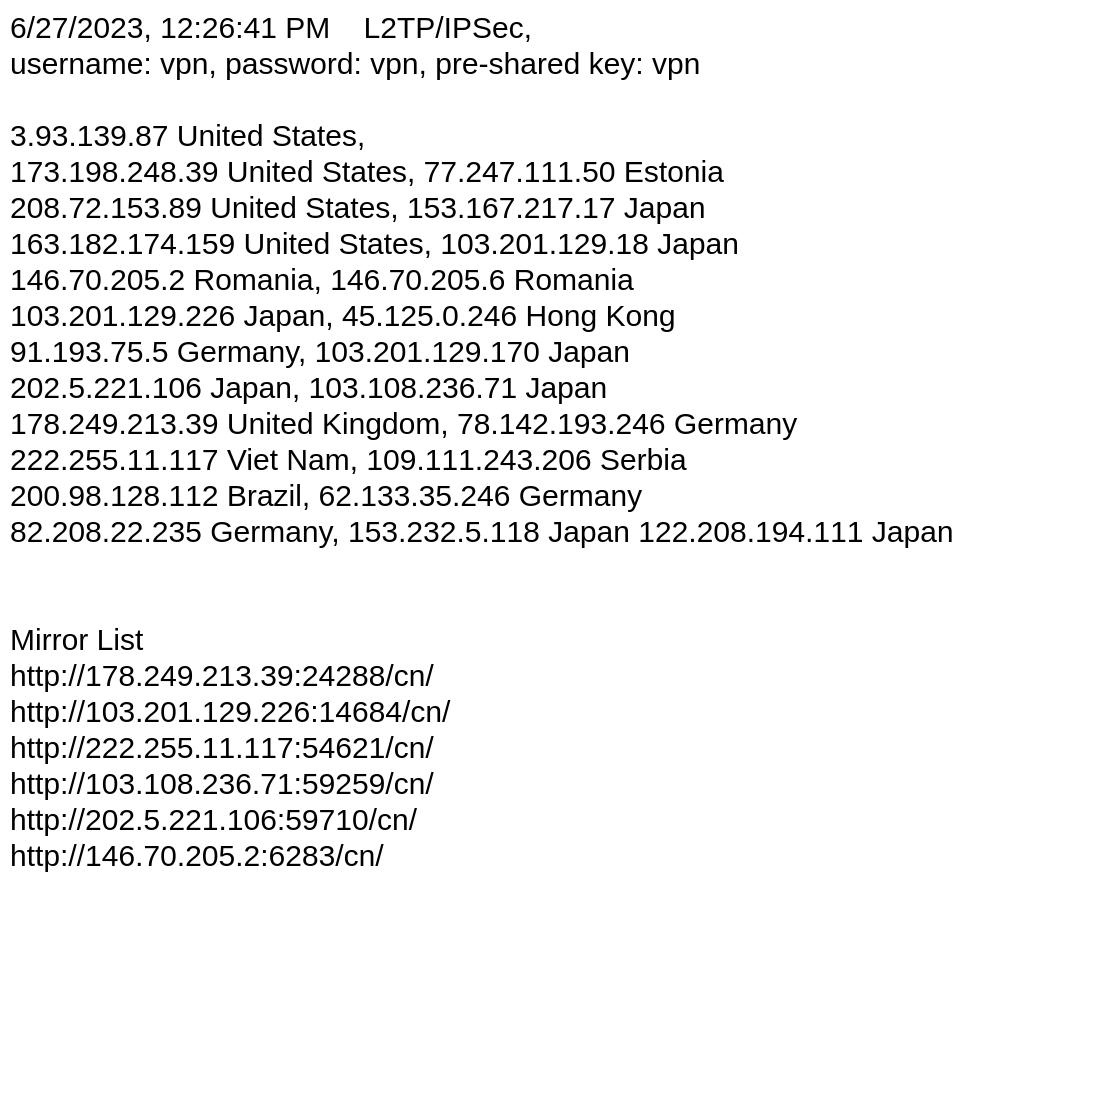 6/27/2023, 12:26:41 PM    L2TP/IPSec,
username: vpn, password: vpn, pre-shared key: vpn
3.93.139.87 United States,
173.198.248.39 United States, 77.247.111.50 Estonia
208.72.153.89 United States, 153.167.217.17 Japan
163.182.174.159 United States, 103.201.129.18 Japan
146.70.205.2 Romania, 146.70.205.6 Romania
103.201.129.226 Japan, 45.125.0.246 Hong Kong
91.193.75.5 Germany, 103.201.129.170 Japan
202.5.221.106 Japan, 103.108.236.71 Japan
178.249.213.39 United Kingdom, 78.142.193.246 Germany
222.255.11.117 Viet Nam, 109.111.243.206 Serbia
200.98.128.112 Brazil, 62.133.35.246 Germany
82.208.22.235 Germany, 153.232.5.118 Japan 122.208.194.111 Japan
Mirror List
http://178.249.213.39:24288/cn/
http://103.201.129.226:14684/cn/
http://222.255.11.117:54621/cn/
http://103.108.236.71:59259/cn/
http://202.5.221.106:59710/cn/
http://146.70.205.2:6283/cn/